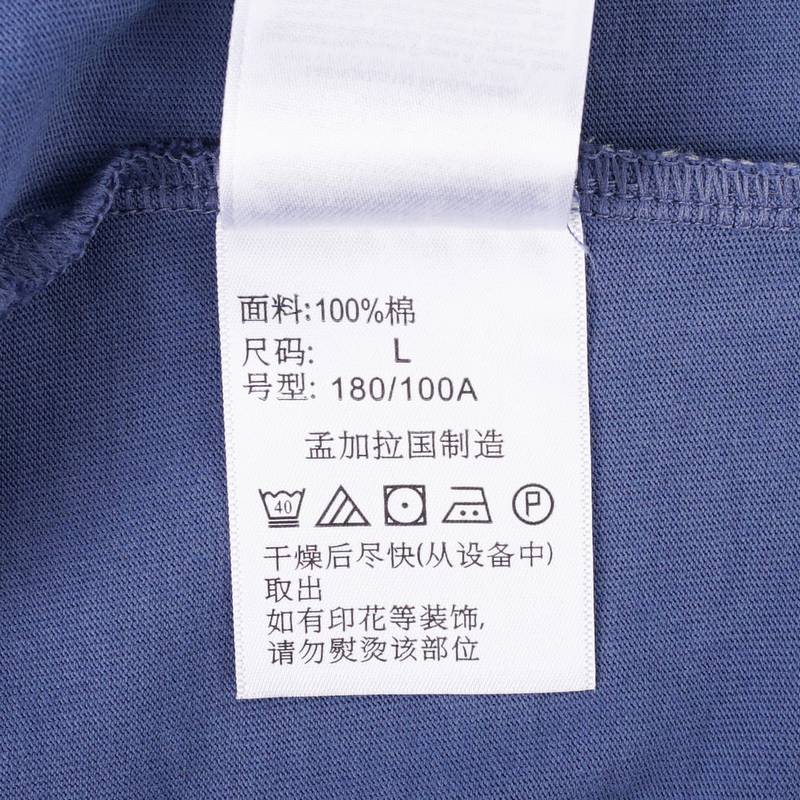 面料:100%棉
尺码: L
号型: 180/100A
孟加拉国制造
40 P
干燥后尽快(从设备中)
取出
如有印花等装饰,
请勿熨烫该部位